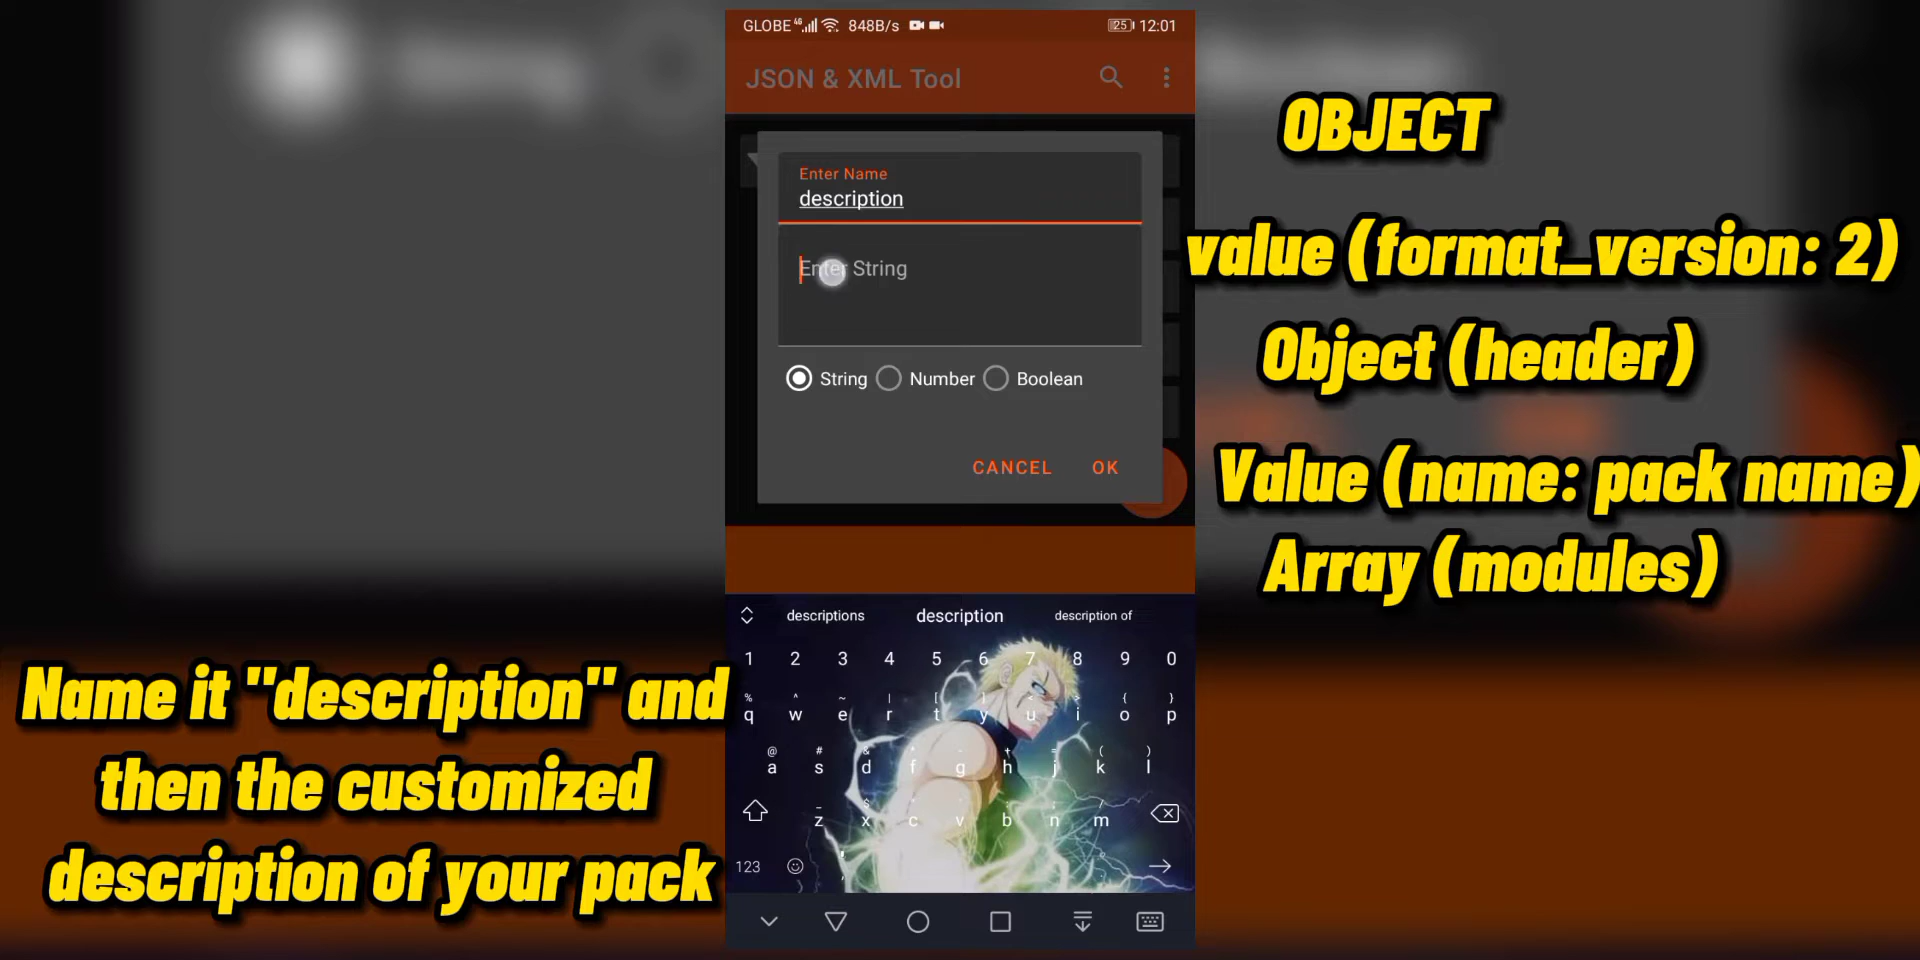 GLOBE 4G 848B/s 25 12:01
JSON & XML Tool
Enter Name
description
Enter String
String Number Boolean
CANCEL OK
descriptions description description of
1 2 3 4 5 6 7 8 9 0
% ^ ~ | [ ] < > { }
q w e r t y u i o p
@ # & * - + = ( )
a s d f g h j k l
_ $ " ' : ; /
z x c v b n m
123
OBJECT
value (format_version: 2)
Object (header)
Value (name: pack name)
Array (modules)
Name it "description" and
then the customized
description of your pack